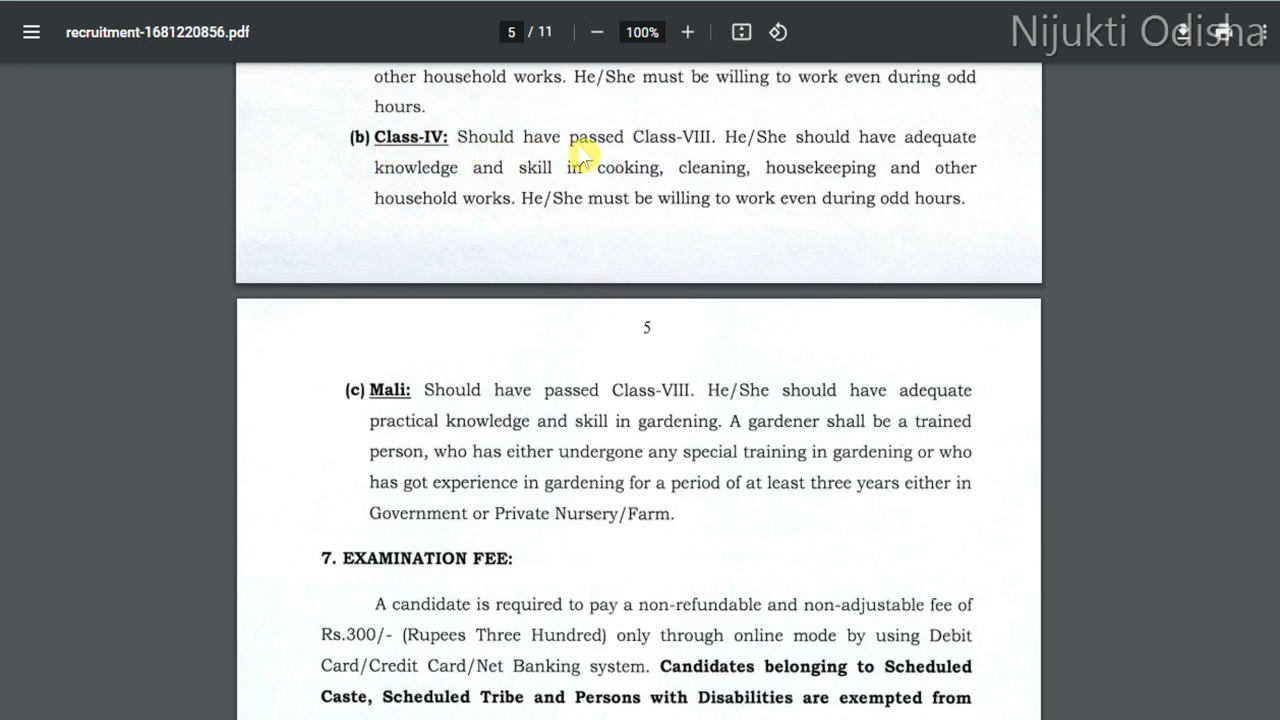 recruitment-1681220856.pdf
5 / 11
100%
Nijukti Odisha
other household works. He/She must be willing to work even during odd
hours.
(b) Class-IV: Should have passed Class-VIII. He/She should have adequate
knowledge and skill in cooking, cleaning, housekeeping and other
household works. He/She must be willing to work even during odd hours.
5
(c) Mali: Should have passed Class-VIII. He/She should have adequate
practical knowledge and skill in gardening. A gardener shall be a trained
person, who has either undergone any special training in gardening or who
has got experience in gardening for a period of at least three years either in
Government or Private Nursery/Farm.
7. EXAMINATION FEE:
A candidate is required to pay a non-refundable and non-adjustable fee of
Rs.300/- (Rupees Three Hundred) only through online mode by using Debit
Card/Credit Card/Net Banking system. Candidates belonging to Scheduled
Caste, Scheduled Tribe and Persons with Disabilities are exempted from